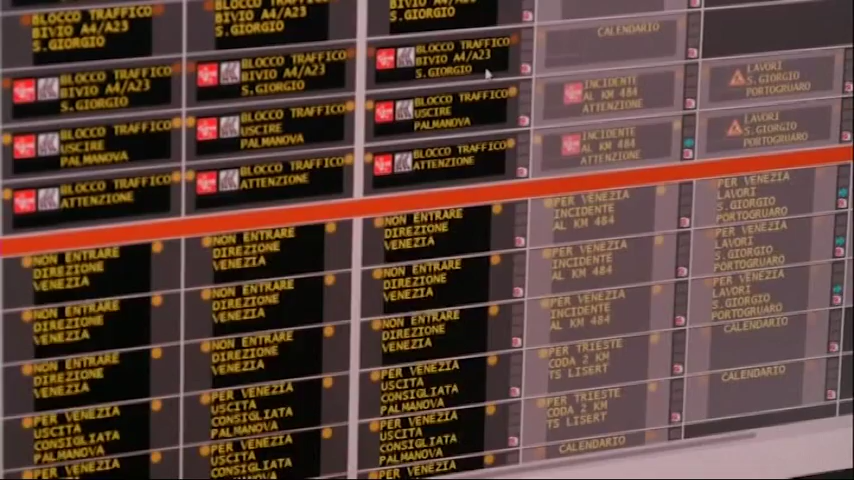 BLOCCO TRAFFICO
BIVIO A4/A23
S.GIORGIO
BLOCCO TRAFFICO
BIVIO A4/A23
S.GIORGIO
BIVIO A4/A23
S.GIORGIO
CALENDARIO
BLOCCO TRAFFICO
BIVIO A4/A23
S.GIORGIO
BLOCCO TRAFFICO
BIVIO A4/A23
S.GIORGIO
BLOCCO TRAFFICO
BIVIO A4/A23
S.GIORGIO
INCIDENTE
AL KM 484
ATTENZIONE
LAVORI
S.GIORGIO
PORTOGRUARO
BLOCCO TRAFFICO
USCIRE
PALMANOVA
BLOCCO TRAFFICO
USCIRE
PALMANOVA
BLOCCO TRAFFICO
USCIRE
PALMANOVA
INCIDENTE
AL KM 484
ATTENZIONE
LAVORI
S.GIORGIO
PORTOGRUARO
BLOCCO TRAFFICO
ATTENZIONE
BLOCCO TRAFFICO
ATTENZIONE
BLOCCO TRAFFICO
ATTENZIONE
NON ENTRARE
DIREZIONE
VENEZIA
NON ENTRARE
DIREZIONE
VENEZIA
NON ENTRARE
DIREZIONE
VENEZIA
PER VENEZIA
INCIDENTE
AL KM 484
PER VENEZIA
LAVORI
S.GIORGIO
PORTOGRUARO
NON ENTRARE
DIREZIONE
VENEZIA
NON ENTRARE
DIREZIONE
VENEZIA
NON ENTRARE
DIREZIONE
VENEZIA
PER VENEZIA
INCIDENTE
AL KM 484
PER VENEZIA
LAVORI
S.GIORGIO
PORTOGRUARO
NON ENTRARE
DIREZIONE
VENEZIA
NON ENTRARE
DIREZIONE
VENEZIA
NON ENTRARE
DIREZIONE
VENEZIA
PER VENEZIA
INCIDENTE
AL KM 484
PER VENEZIA
LAVORI
S.GIORGIO
PORTOGRUARO
PER VENEZIA
USCITA
CONSIGLIATA
PALMANOVA
PER VENEZIA
USCITA
CONSIGLIATA
PALMANOVA
PER VENEZIA
USCITA
CONSIGLIATA
PALMANOVA
PER TRIESTE
CODA 2 KM
TS LISERT
CALENDARIO
PER VENEZIA
PER VENEZIA
USCITA
CONSIGLIATA
PER VENEZIA
USCITA
CONSIGLIATA
PALMANOVA
PER TRIESTE
CODA 2 KM
TS LISERT
CALENDARIO
CALENDARIO